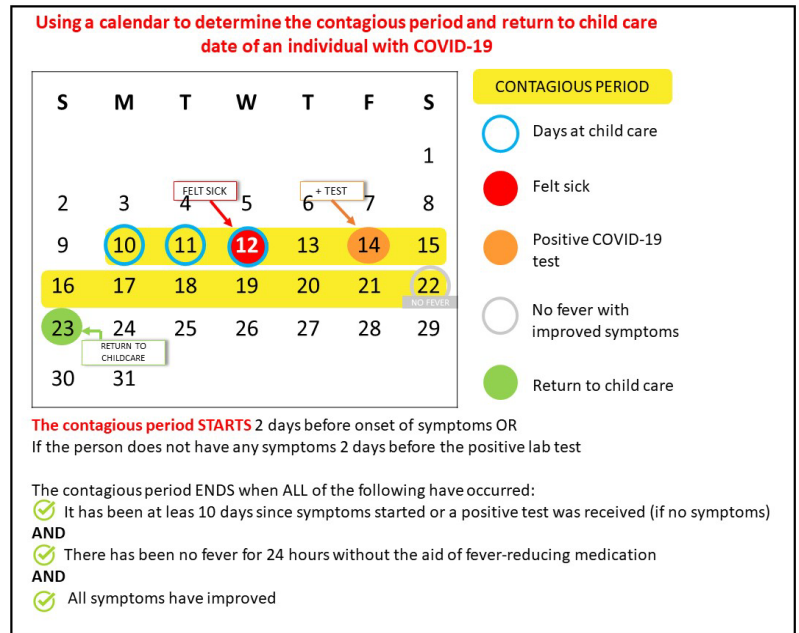 Using a calendar to determine the contagious period and return to child care
date of an individual with COVID-19
CONTAGIOUS PERIOD
S M T W T F S
Days at child care
1
FELT SICK
+ TEST
Felt sick
2 3 4 5 6 7 8
9 10 11 12 13 14 15
Positive COVID-19
test
16 17 18 19 20 21 22
NO FEVER
No fever with
improved symptoms
23 24 25 26 27 28 29
RETURN TO
CHILDCARE
Return to child care
30 31
The contagious period STARTS 2 days before onset of symptoms OR
If the person does not have any symptoms 2 days before the positive lab test
The contagious period ENDS when ALL of the following have occurred:
It has been at leas 10 days since symptoms started or a positive test was received (if no symptoms)
AND
There has been no fever for 24 hours without the aid of fever-reducing medication
AND
All symptoms have improved